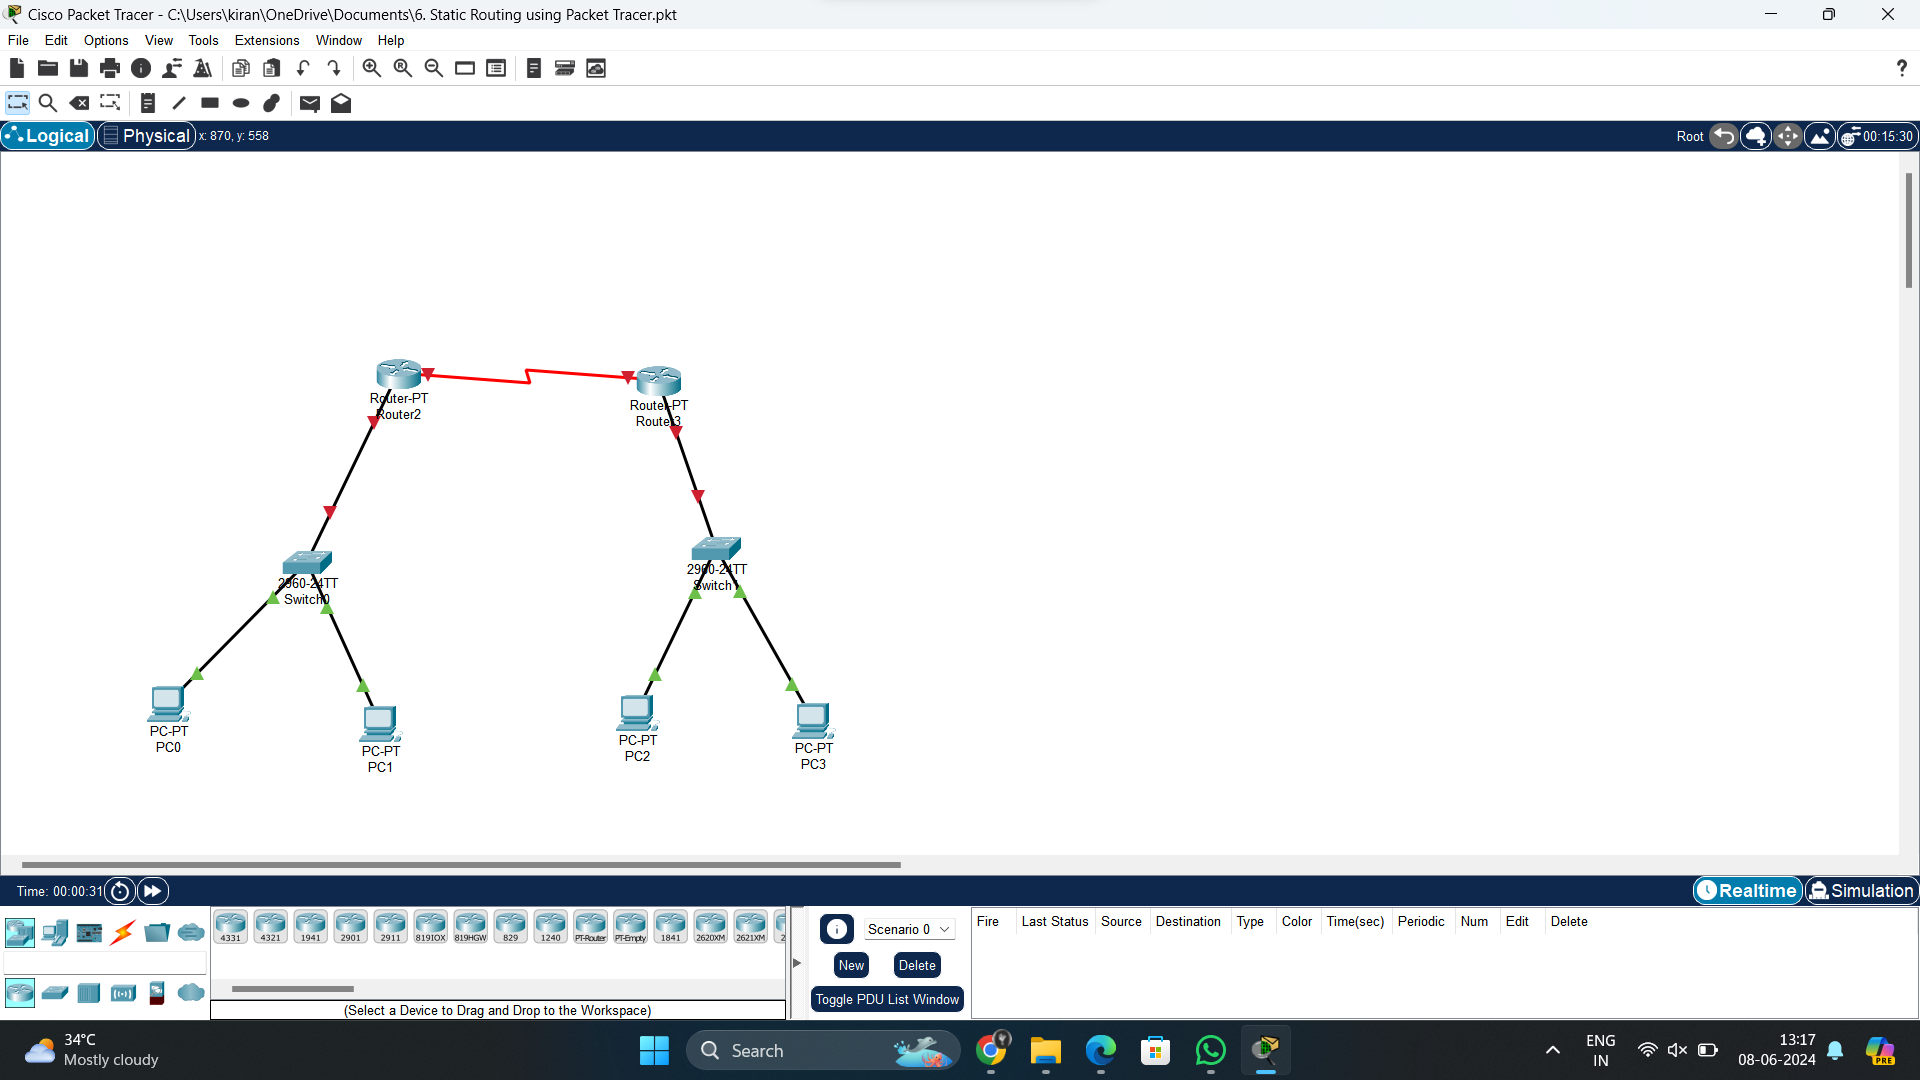 Cisco Packet Tracer - C:\Users\kiran\OneDrive\Documents\6. Static Routing using Packet Tracer.pkt
File Edit Options View Tools Extensions Window Help
?
Logical Physical x: 870, y: 558 Root 00:15:30
Router-PT
Router2
Router-PT
Router3
2960-24TT
Switch0
2960-24TT
Switch1
PC-PT
PC0
PC-PT
PC1
PC-PT
PC2
PC-PT
PC3
Time: 00:00:31 Realtime Simulation
4331 4321 1941 2901 2911 819IOX 819HGW 829 1240 PT-Router PT-Empty 1841 2620XM 2621XM 2
(Select a Device to Drag and Drop to the Workspace)
Scenario 0
New Delete
Toggle PDU List Window
Fire Last Status Source Destination Type Color Time(sec) Periodic Num Edit Delete
34°C
Mostly cloudy
Search
ENG
IN
13:17
08-06-2024
PRE